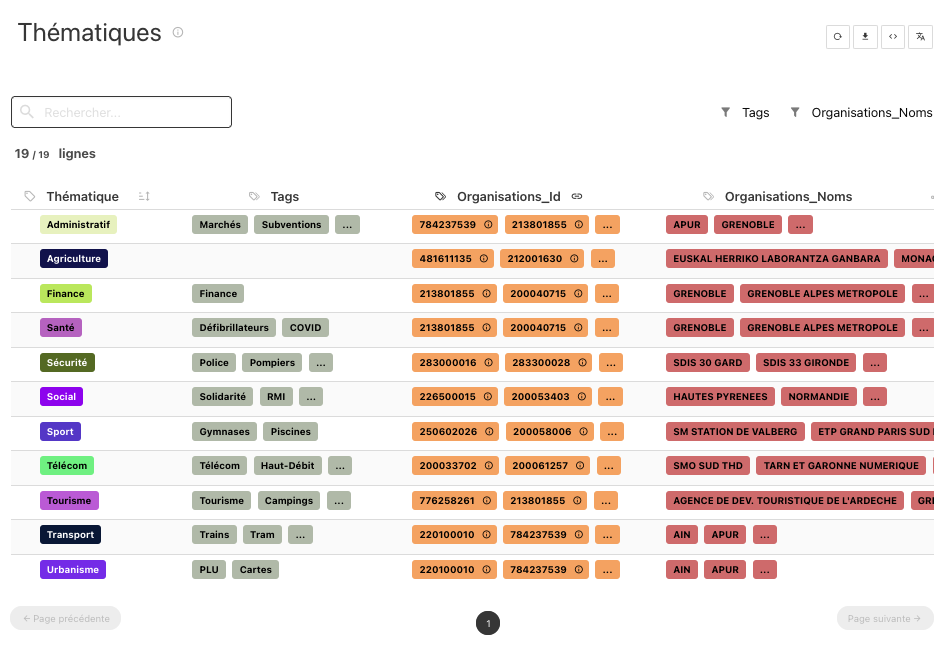 Thématiques
Rechercher...
Tags Organisations_Noms
19 / 19 lignes
Thématique Tags Organisations_Id Organisations_Noms
Administratif Marchés Subventions ... 784237539 213801855 ... APUR GRENOBLE ...
Agriculture 481611135 212001630 ... EUSKAL HERRIKO LABORANTZA GANBARA MONAC
Finance Finance 213801855 200040715 ... GRENOBLE GRENOBLE ALPES METROPOLE ...
Santé Défibrillateurs COVID 213801855 200040715 ... GRENOBLE GRENOBLE ALPES METROPOLE ...
Sécurité Police Pompiers ... 283000016 283300028 ... SDIS 30 GARD SDIS 33 GIRONDE ...
Social Solidarité RMI ... 226500015 200053403 ... HAUTES PYRENEES NORMANDIE ...
Sport Gymnases Piscines 250602026 200058006 ... SM STATION DE VALBERG ETP GRAND PARIS SUD
Télécom Télécom Haut-Débit ... 200033702 200061257 ... SMO SUD THD TARN ET GARONNE NUMERIQUE
Tourisme Tourisme Campings ... 776258261 213801855 ... AGENCE DE DEV. TOURISTIQUE DE L'ARDECHE GRE
Transport Trains Tram ... 220100010 784237539 ... AIN APUR ...
Urbanisme PLU Cartes 220100010 784237539 ... AIN APUR ...
← Page précédente 1 Page suivante →